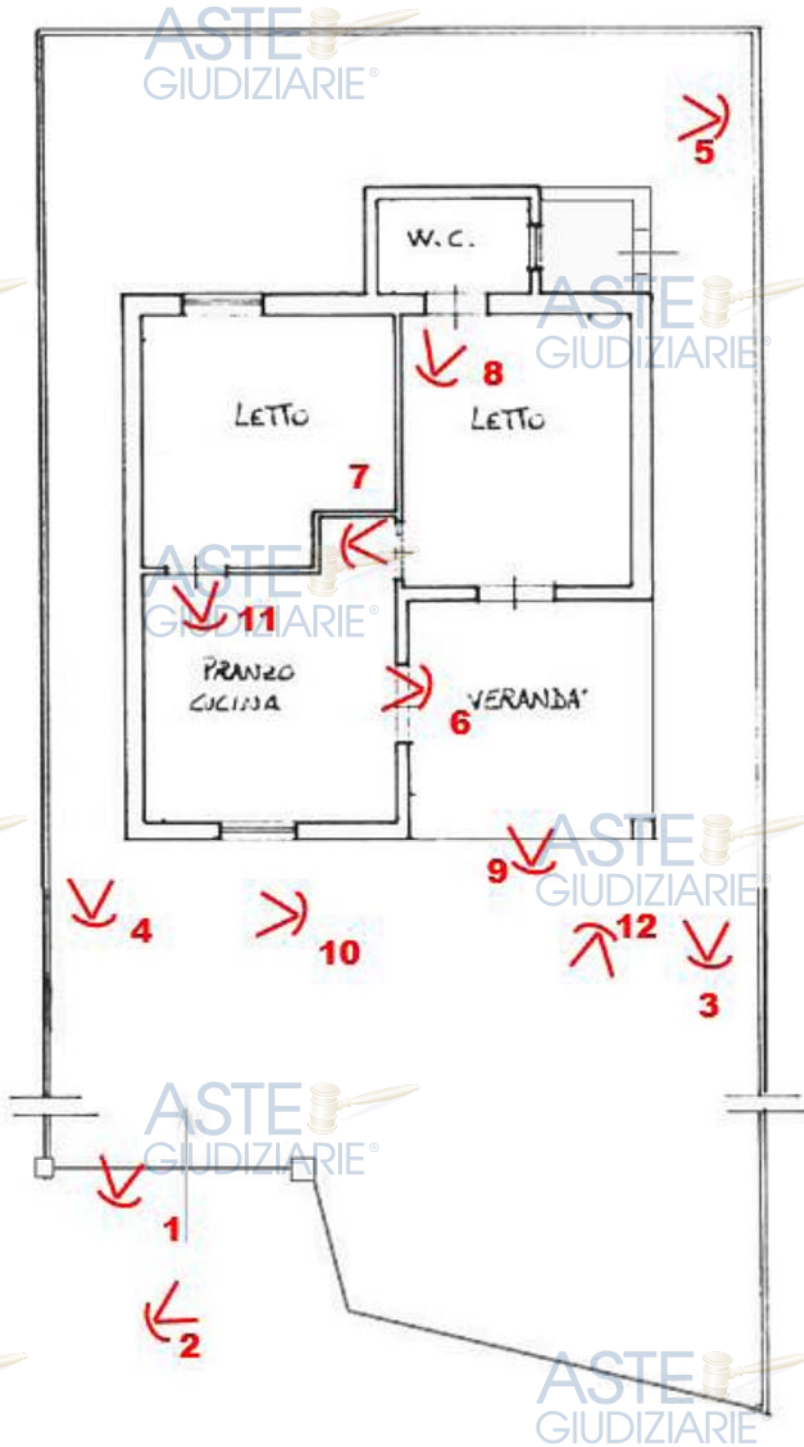 ASTE
GIUDIZIARIE®
5
W.C.
ASTE
GIUDIZIARIE®
8
LETTO
LETTO
7
ASTE
GIUDIZIARIE®
11
PRANZO
CUCINA
VERANDA
6
ASTE
GIUDIZIARIE®
9
4
10
12
3
ASTE
GIUDIZIARIE®
1
2
ASTE
GIUDIZIARIE